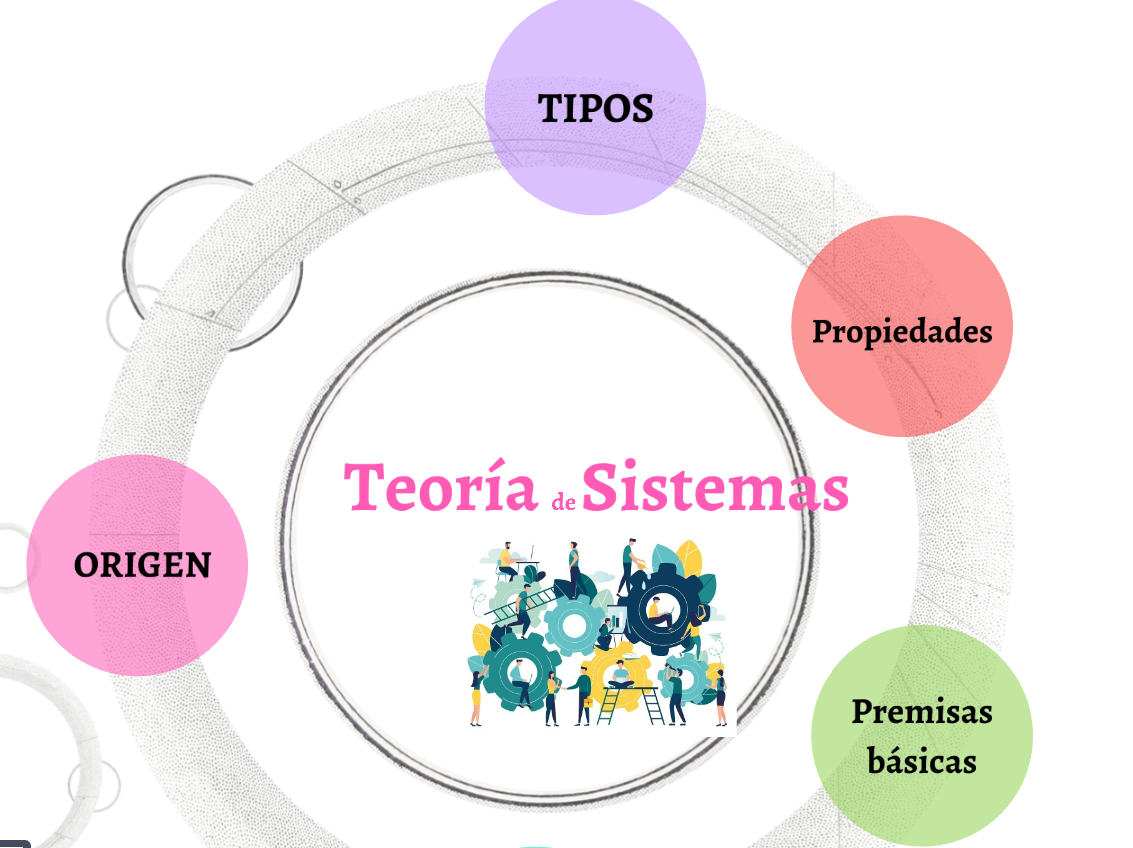 TIPOS
Propiedades
Teoría de Sistemas
ORIGEN
Premisas
básicas